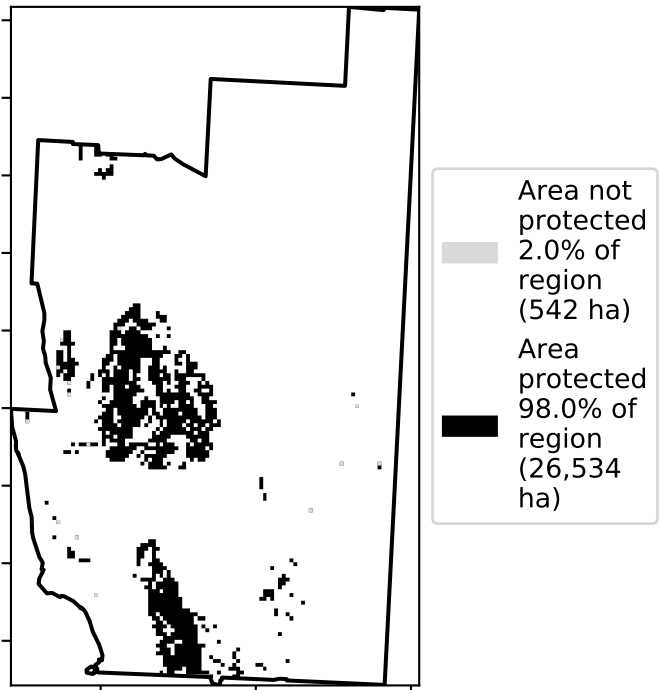 Area not
protected
2.0% of
region
(542 ha)
Area
protected
98.0% of
region
(26,534
ha)